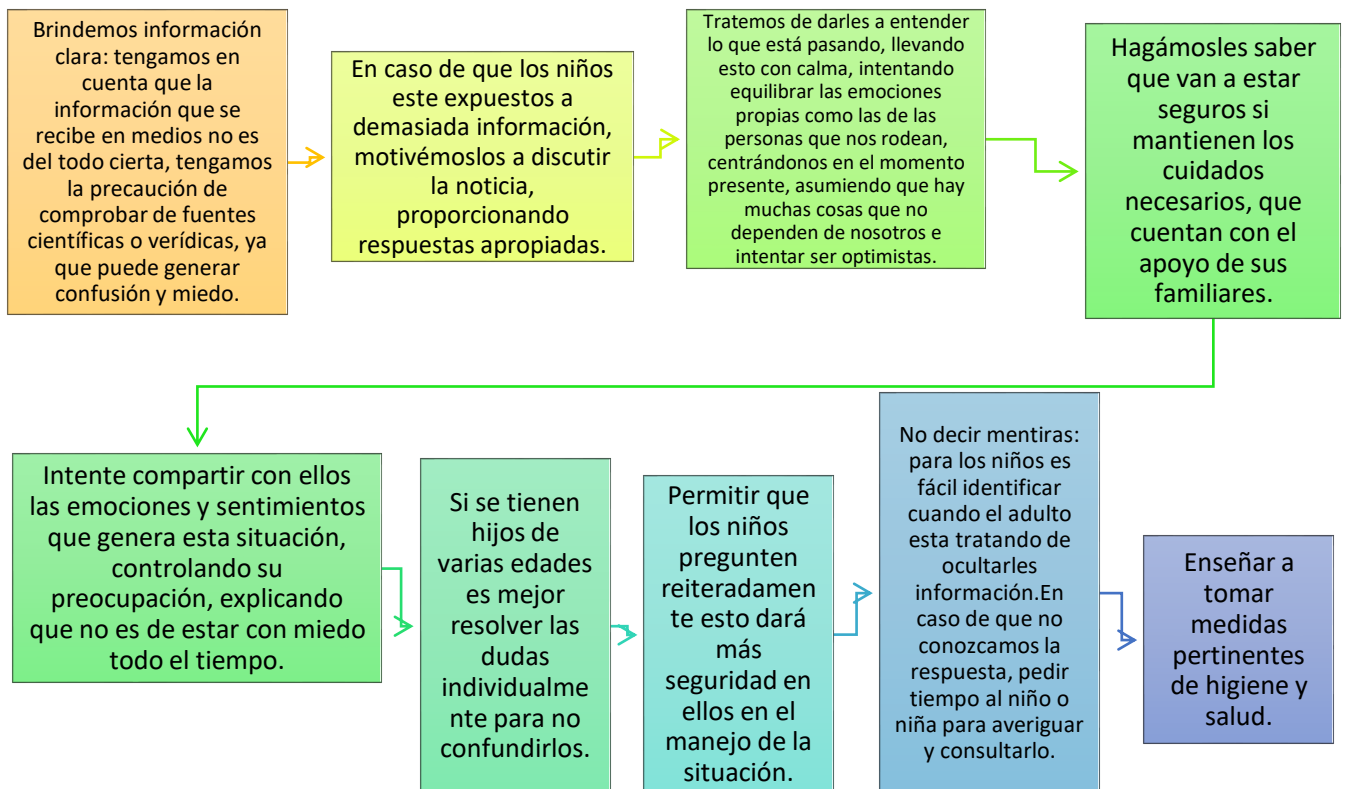 Brindemos información
clara: tengamos en
cuenta que la
información que se
recibe en medios no es
del todo cierta, tengamos
la precaución de
comprobar de fuentes
científicas o verídicas, ya
que puede generar
confusión y miedo.
En caso de que los niños
este expuestos a
demasiada información,
motivémoslos a discutir
la noticia,
proporcionando
respuestas apropiadas.
Tratemos de darles a entender
lo que está pasando, llevando
esto con calma, intentando
equilibrar las emociones
propias como las de las
personas que nos rodean,
centrándonos en el momento
presente, asumiendo que hay
muchas cosas que no
dependen de nosotros e
intentar ser optimistas.
Hagámosles saber
que van a estar
seguros si
mantienen los
cuidados
necesarios, que
cuentan con el
apoyo de sus
familiares.
Intente compartir con ellos
las emociones y sentimientos
que genera esta situación,
controlando su
preocupación, explicando
que no es de estar con miedo
todo el tiempo.
Si se tienen
hijos de
varias edades
es mejor
resolver las
dudas
individualme
nte para no
confundirlos.
Permitir que
los niños
pregunten
reiteradamen
te esto dará
más
seguridad en
ellos en el
manejo de la
situación.
No decir mentiras:
para los niños es
fácil identificar
cuando el adulto
esta tratando de
ocultarles
información.En
caso de que no
conozcamos la
respuesta, pedir
tiempo al niño o
niña para averiguar
y consultarlo.
Enseñar a
tomar
medidas
pertinentes
de higiene y
salud.